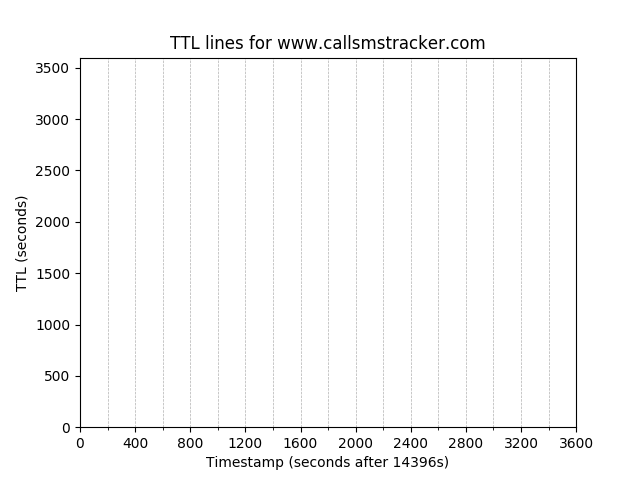 TTL lines for www.callsmstracker.com
3500
3000
2500
2000
1500
1000
500
0
TTL (seconds)
0 400 800 1200 1600 2000 2400 2800 3200 3600
Timestamp (seconds after 14396s)